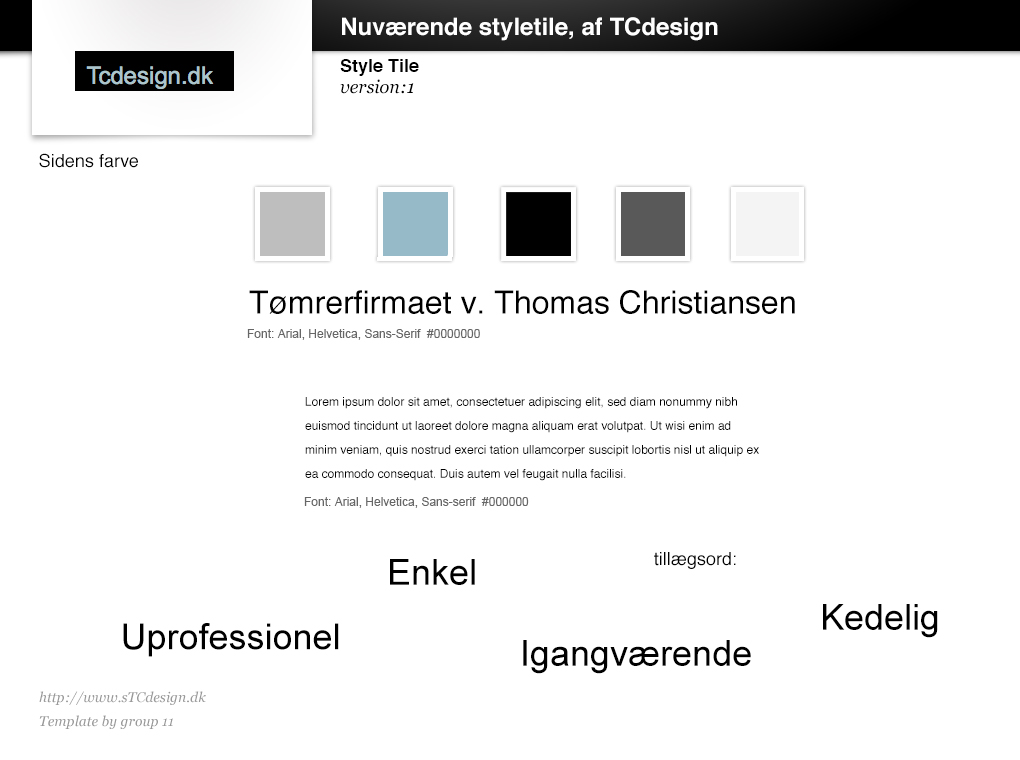 Nuværende styletile, af TCdesign
Tcdesign.dk
Style Tile
version:1
Sidens farve
Tømrerfirmaet v. Thomas Christiansen
Font: Arial, Helvetica, Sans-Serif #0000000
Lorem ipsum dolor sit amet, consectetuer adipiscing elit, sed diam nonummy nibh
euismod tincidunt ut laoreet dolore magna aliquam erat volutpat. Ut wisi enim ad
minim veniam, quis nostrud exerci tation ullamcorper suscipit lobortis nisl ut aliquip ex
ea commodo consequat. Duis autem vel feugait nulla facilisi.
Font: Arial, Helvetica, Sans-serif #000000
tillægsord:
Enkel
Kedelig
Uprofessionel
Igangværende
http://www.sTCdesign.dk
Template by group 11